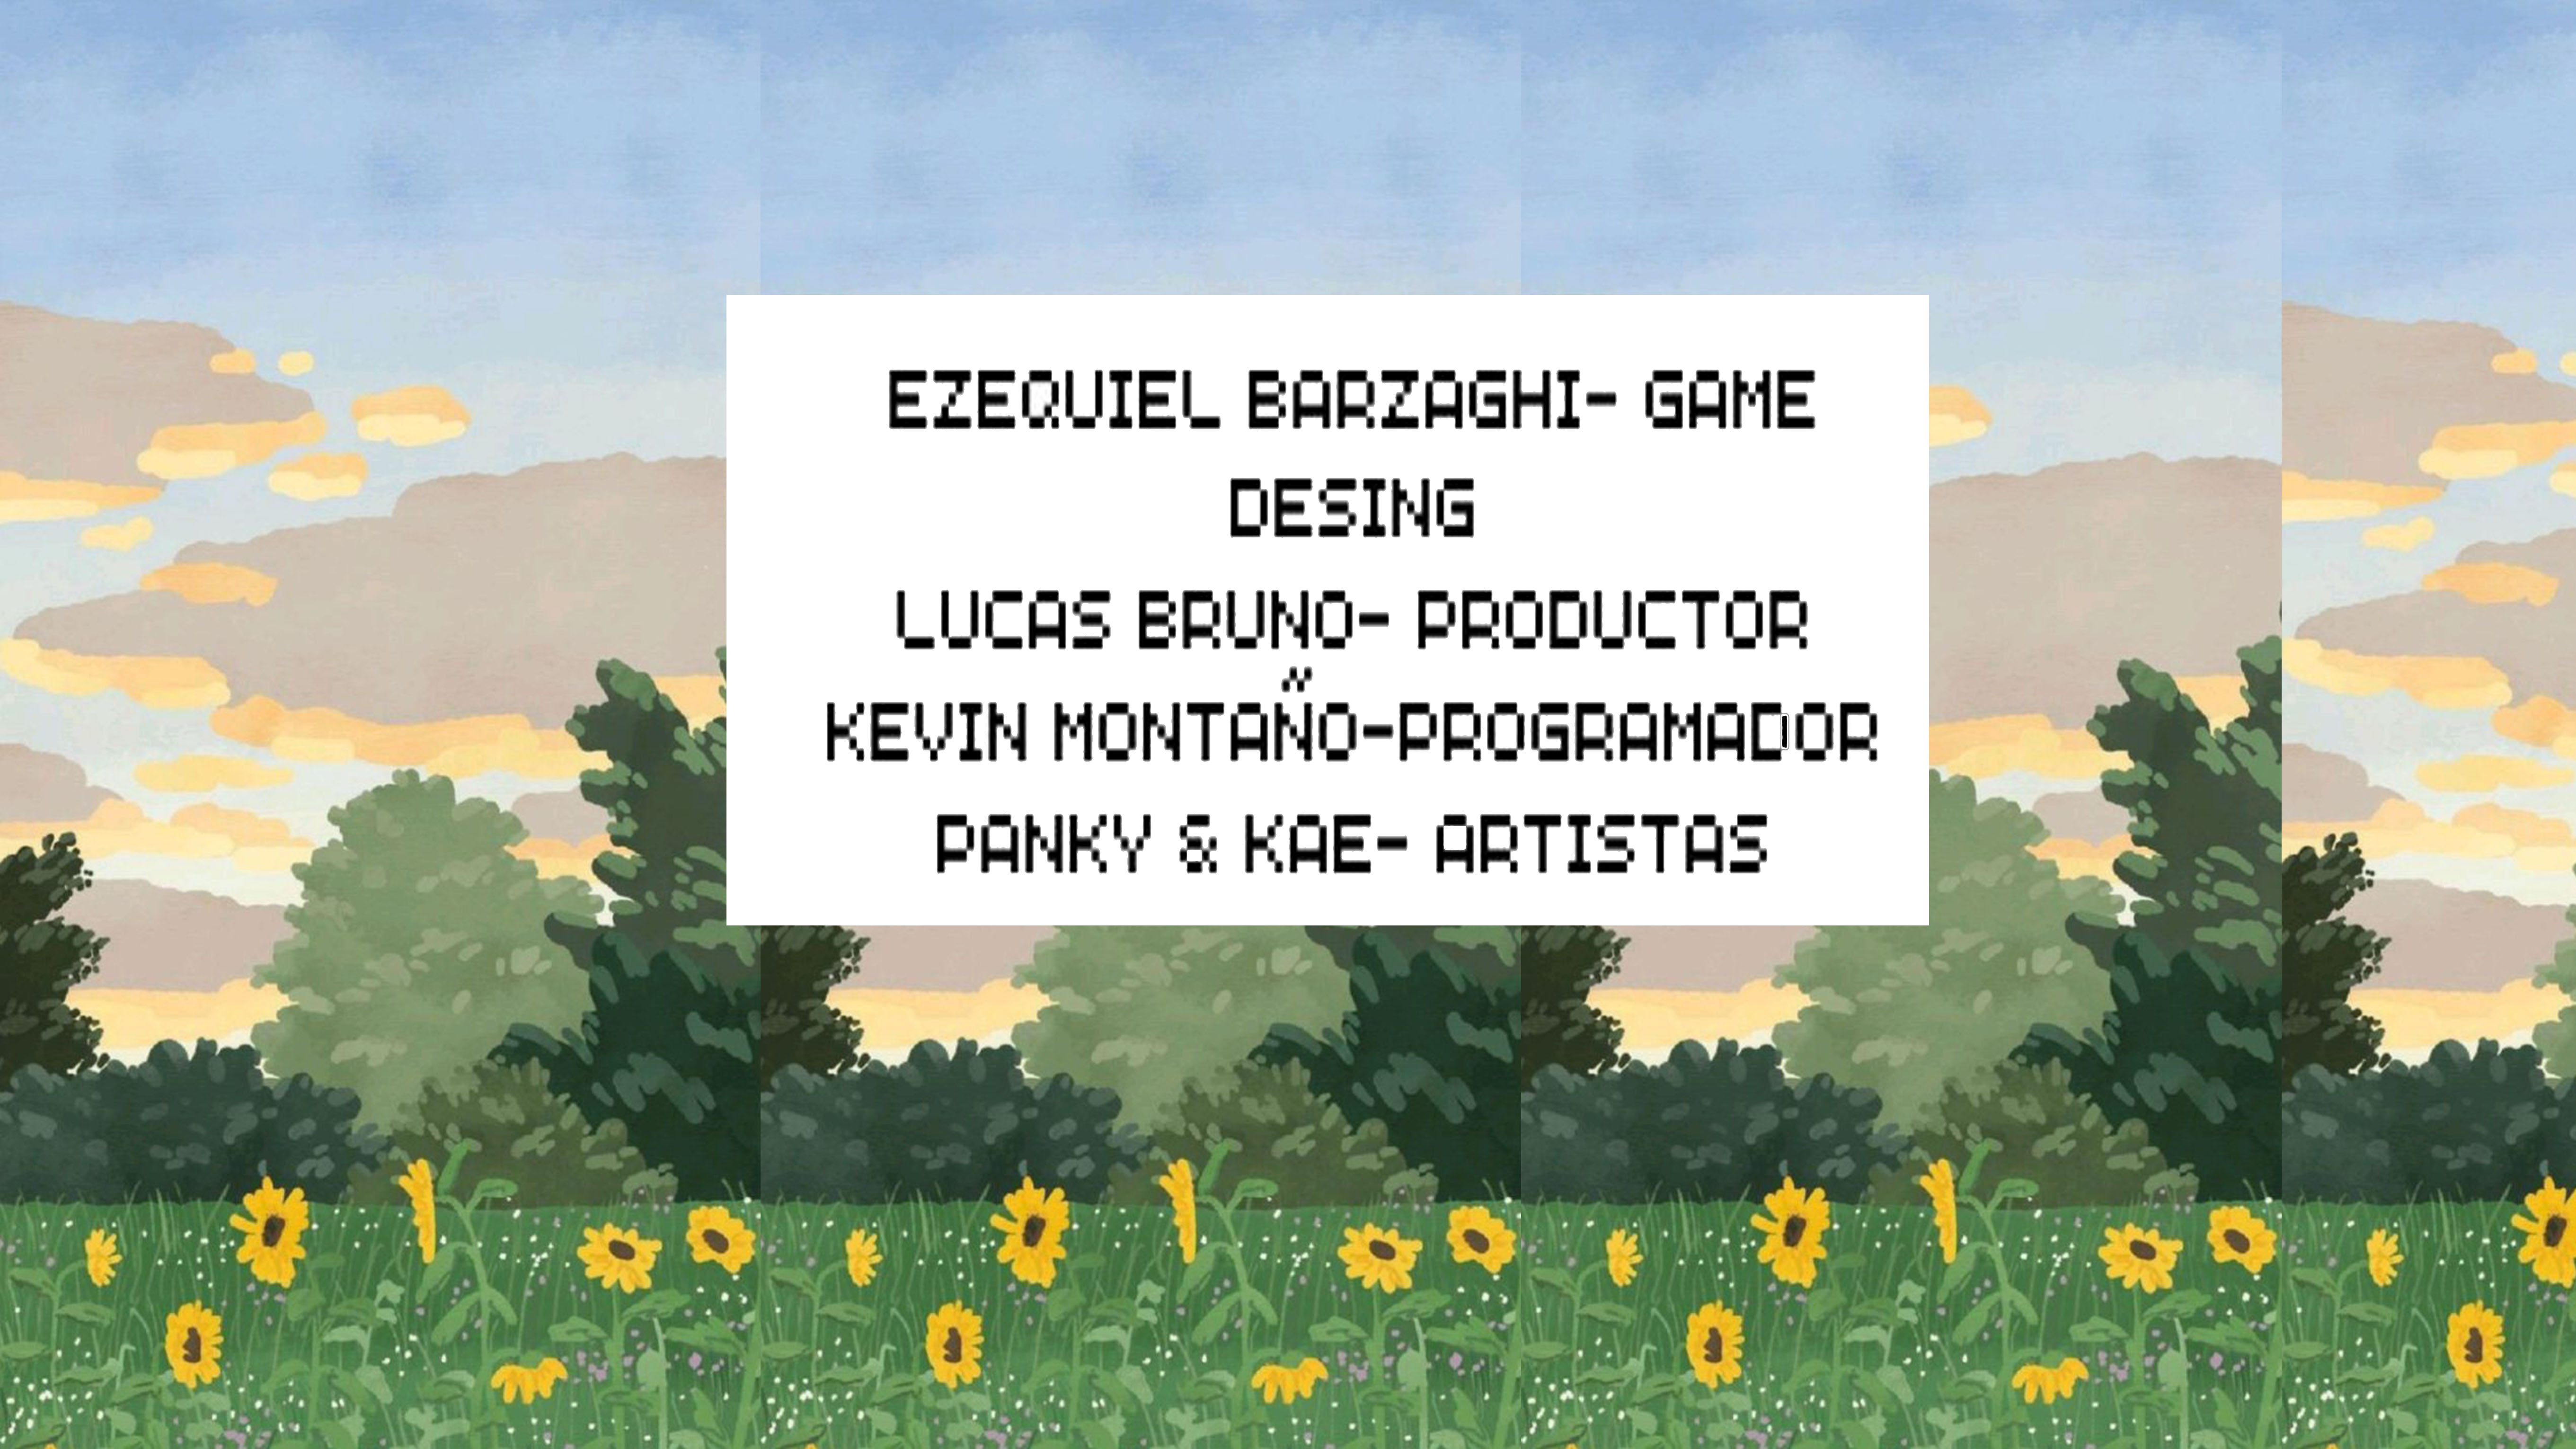 EZEQUIEL BARZAGHI- GAME
DESING
LUCAS BRUNO- PRODUCTOR
KEVIN MONTAÑO-PROGRAMADOR
PANKY & KAE- ARTISTAS